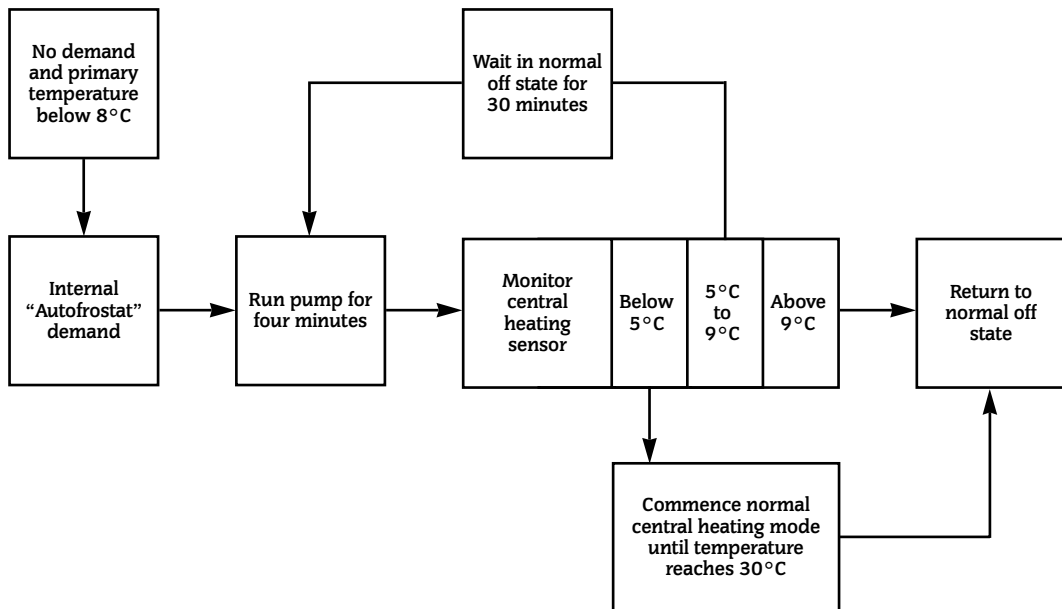 No demand
and primary
temperature
below 8°C
Wait in normal
off state for
30 minutes
Internal
“Autofrostat”
demand
Run pump for
four minutes
Monitor
central
heating
sensor
Below
5°C
5°C
to
9°C
Above
9°C
Return to
normal off
state
Commence normal
central heating mode
until temperature
reaches 30°C